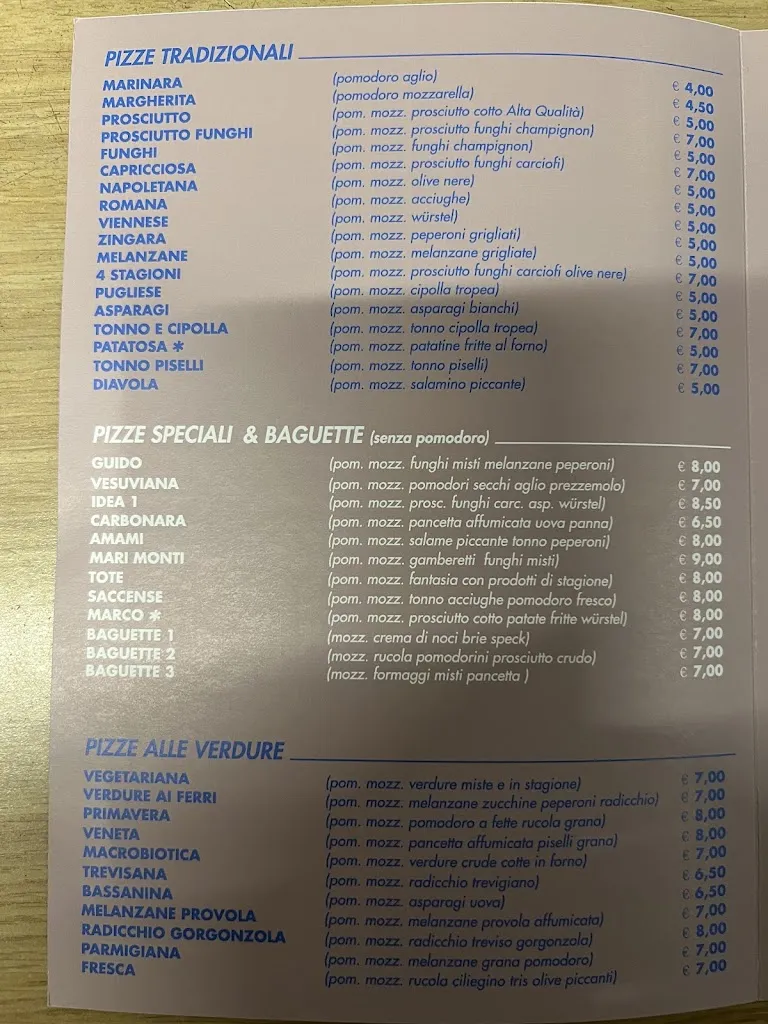 PIZZE TRADIZIONALI
MARINARA (pomodoro aglio) € 4,00
MARGHERITA (pomodoro mozzarella) € 4,50
PROSCIUTTO (pom. mozz. prosciutto cotto Alta Qualità) € 5,00
PROSCIUTTO FUNGHI (pom. mozz. prosciutto funghi champignon) € 7,00
FUNGHI (pom. mozz. funghi champignon) € 5,00
CAPRICCIOSA (pom. mozz. prosciutto funghi carciofi) € 7,00
NAPOLETANA (pom. mozz. olive nere) € 5,00
ROMANA (pom. mozz. acciughe) € 5,00
VIENNESE (pom. mozz. würstel) € 5,00
ZINGARA (pom. mozz. peperoni grigliati) € 5,00
MELANZANE (pom. mozz. melanzane grigliate) € 5,00
4 STAGIONI (pom. mozz. prosciutto funghi carciofi olive nere) € 7,00
PUGLIESE (pom. mozz. cipolla tropea) € 5,00
ASPARAGI (pom. mozz. asparagi bianchi) € 5,00
TONNO E CIPOLLA (pom. mozz. tonno cipolla tropea) € 7,00
PATATOSA * (pom. mozz. patatine fritte al forno) € 5,00
TONNO PISELLI (pom. mozz. tonno piselli) € 7,00
DIAVOLA (pom. mozz. salamino piccante) € 5,00
PIZZE SPECIALI & BAGUETTE (senza pomodoro)
GUIDO (pom. mozz. funghi misti melanzane peperoni) € 8,00
VESUVIANA (pom. mozz. pomodori secchi aglio prezzemolo) € 7,00
IDEA 1 (pom. mozz. prosc. funghi carc. asp. würstel) € 8,50
CARBONARA (pom. mozz. pancetta affumicata uova panna) € 6,50
AMAMI (pom. mozz. salame piccante tonno peperoni) € 8,00
MARI MONTI (pom. mozz. gamberetti funghi misti) € 9,00
TOTE (pom. mozz. fantasia con prodotti di stagione) € 8,00
SACCENSE (pom. mozz. tonno acciughe pomodoro fresco) € 8,00
MARCO * (pom. mozz. prosciutto cotto patate fritte würstel) € 8,00
BAGUETTE 1 (mozz. crema di noci brie speck) € 7,00
BAGUETTE 2 (mozz. rucola pomodorini prosciutto crudo) € 7,00
BAGUETTE 3 (mozz. formaggi misti pancetta ) € 7,00
PIZZE ALLE VERDURE
VEGETARIANA (pom. mozz. verdure miste e in stagione) € 7,00
VERDURE AI FERRI (pom. mozz. melanzane zucchine peperoni radicchio) € 7,00
PRIMAVERA (pom. mozz. pomodoro a fette rucola grana) € 8,00
VENETA (pom. mozz. pancetta affumicata piselli grana) € 8,00
MACROBIOTICA (pom. mozz. verdure crude cotte in forno) € 7,00
TREVISANA (pom. mozz. radicchio trevigiano) € 6,50
BASSANINA (pom. mozz. asparagi uova) € 6,50
MELANZANE PROVOLA (pom. mozz. melanzane provola affumicata) € 7,00
RADICCHIO GORGONZOLA (pom. mozz. radicchio treviso gorgonzola) € 8,00
PARMIGIANA (pom. mozz. melanzane grana pomodoro) € 7,00
FRESCA (pom. mozz. rucola ciliegino tris olive piccanti) € 7,00